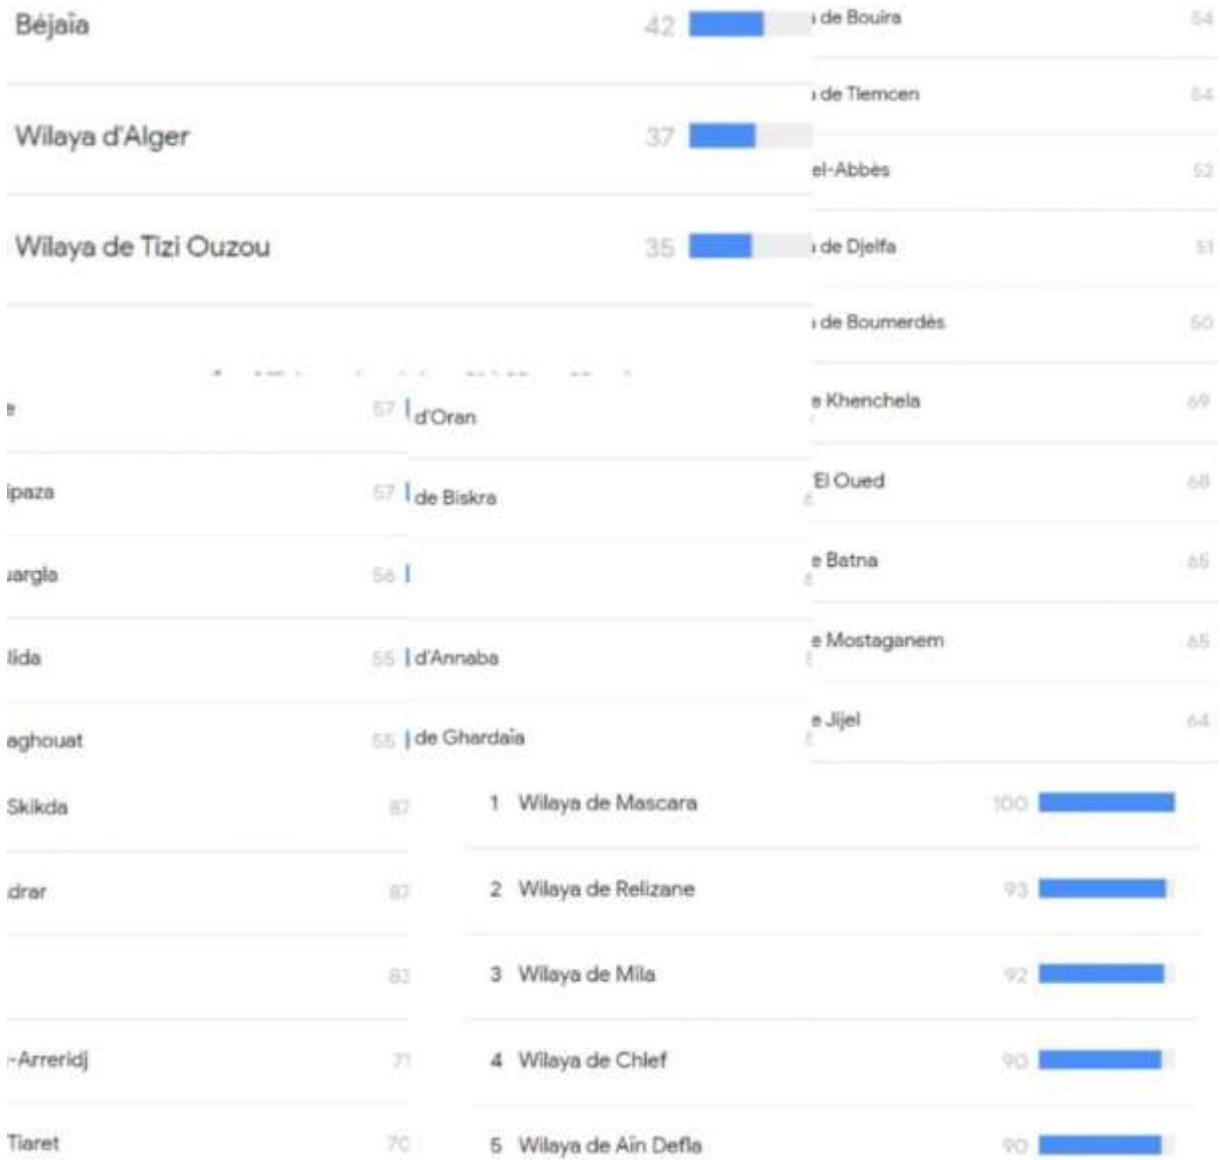 Béjaïa 42
Wilaya d'Alger 37
Wilaya de Tizi Ouzou 35
de Bouira 54
de Tlemcen 54
el-Abbès 52
de Djelfa 51
de Boumerdès 50
e Khenchela 69
El Oued 68
e Batna 65
e Mostaganem 65
e Jijel 64
e 57
ipaza 57
uargla 56
lida 55
aghouat 55
d'Oran
de Biskra
d'Annaba
de Ghardaïa
Skikda 87
drar 87
83
-Arreridj 71
Tiaret 70
1 Wilaya de Mascara 100
2 Wilaya de Relizane 93
3 Wilaya de Mila 92
4 Wilaya de Chlef 90
5 Wilaya de Aïn Defla 90